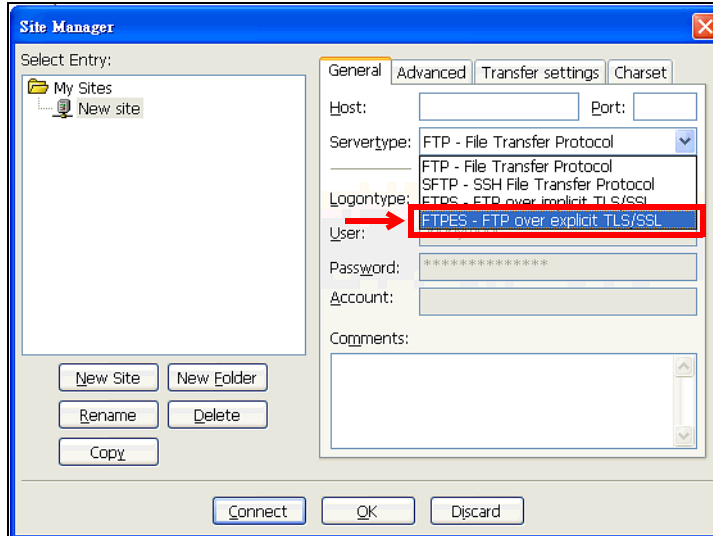 Site Manager
Select Entry:
My Sites
New site
New Site
New Folder
Rename
Delete
Copy
General
Advanced
Transfer settings
Charset
Host:
Port:
Servertype:
FTP - File Transfer Protocol
FTP - File Transfer Protocol
SFTP - SSH File Transfer Protocol
FTPS - FTP over implicit TLS/SSL
FTPES - FTP over explicit TLS/SSL
Logontype:
User:
Password:
**************
Account:
Comments:
Connect
OK
Discard